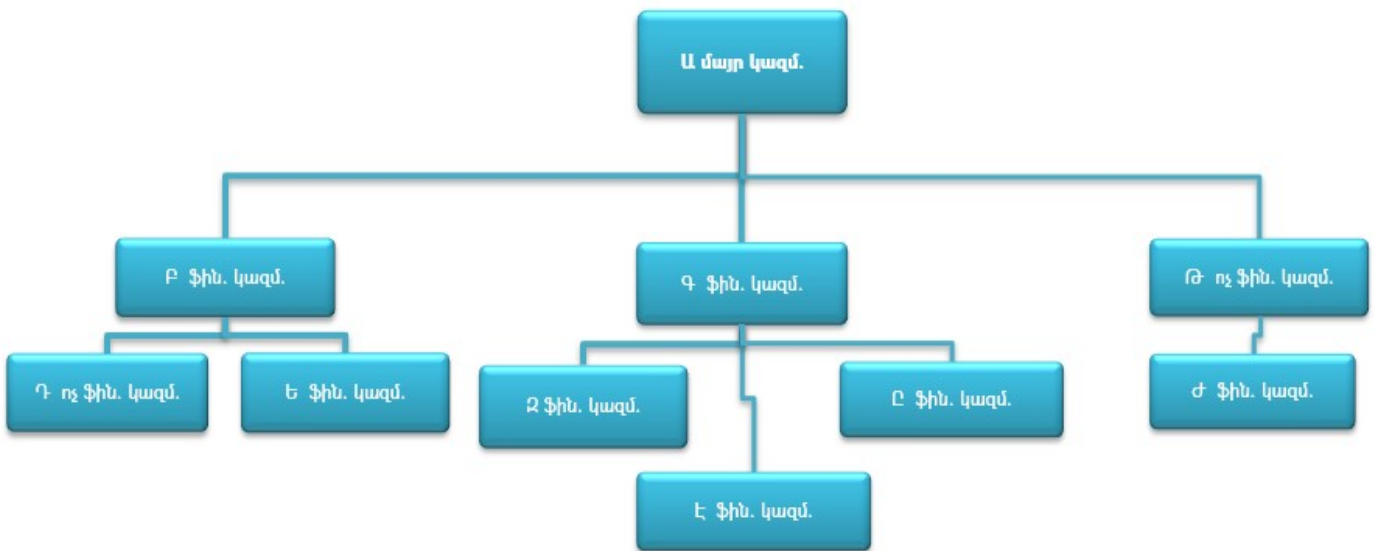 Ա մայր կազմ.
Բ ֆին. կազմ.
Գ ֆին. կազմ.
Թ ոչ ֆին. կազմ.
Դ ոչ ֆին. կազմ.
Ե ֆին. կազմ.
Զ ֆին. կազմ.
Ը ֆին. կազմ.
Ժ ֆին. կազմ.
Է ֆին. կազմ.